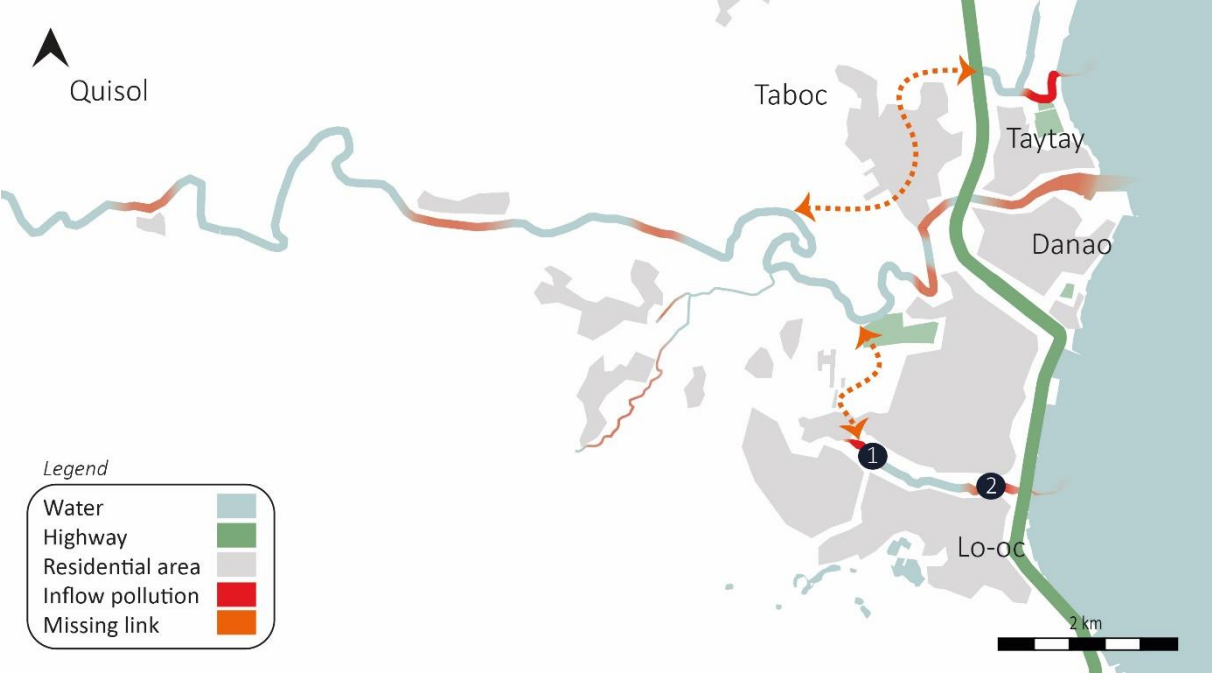 Quisol
Taboc
Taytay
Danao
1
2
Lo-oc
2 km
Legend
Water
Highway
Residential area
Inflow pollution
Missing link